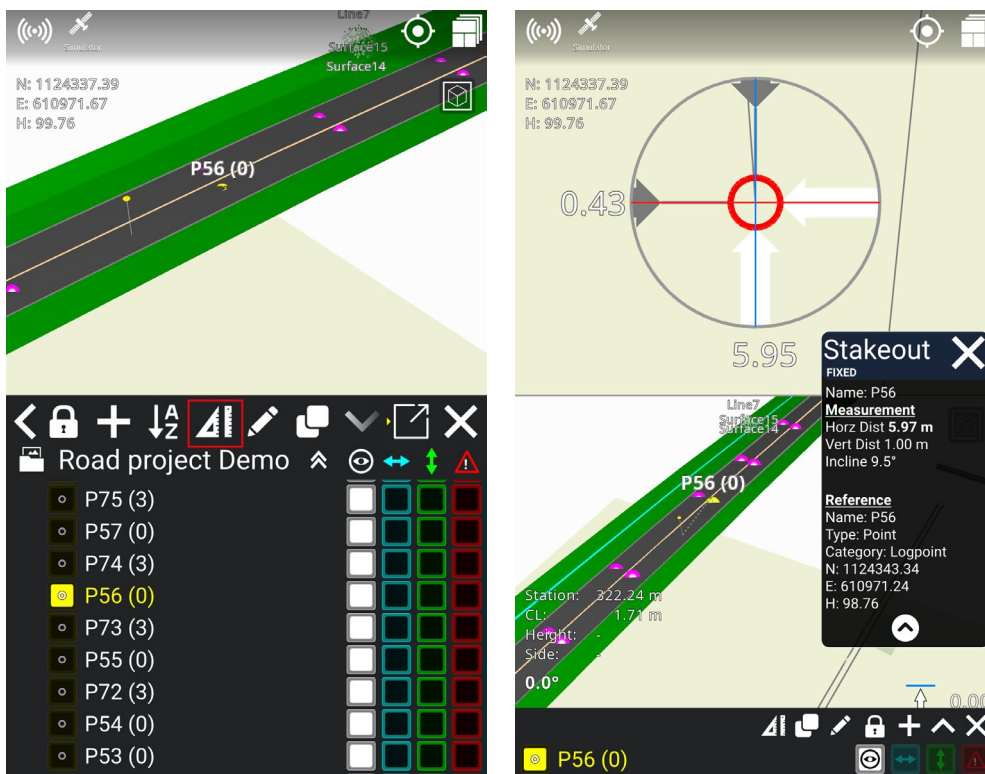 Simulator
Line7
Surface15
Surface14
N: 1124337.39
E: 610971.67
H: 99.76
P56 (0)
A
Z
Road project Demo
P75 (3)
P57 (0)
P74 (3)
P56 (0)
P73 (3)
P55 (0)
P72 (3)
P54 (0)
P53 (0)
Simulator
N: 1124337.39
E: 610971.67
H: 99.76
0.43
5.95
Stakeout
FIXED
Name: P56
Measurement
Horz Dist 5.97 m
Vert Dist 1.00 m
Incline 9.5°
Reference
Name: P56
Type: Point
Category: Logpoint
N: 1124343.34
E: 610971.24
H: 98.76
Line7
Surface15
Surface14
P56 (0)
Station: 322.24 m
CL: 1.71 m
Height: -
Side: -
0.0°
P56 (0)